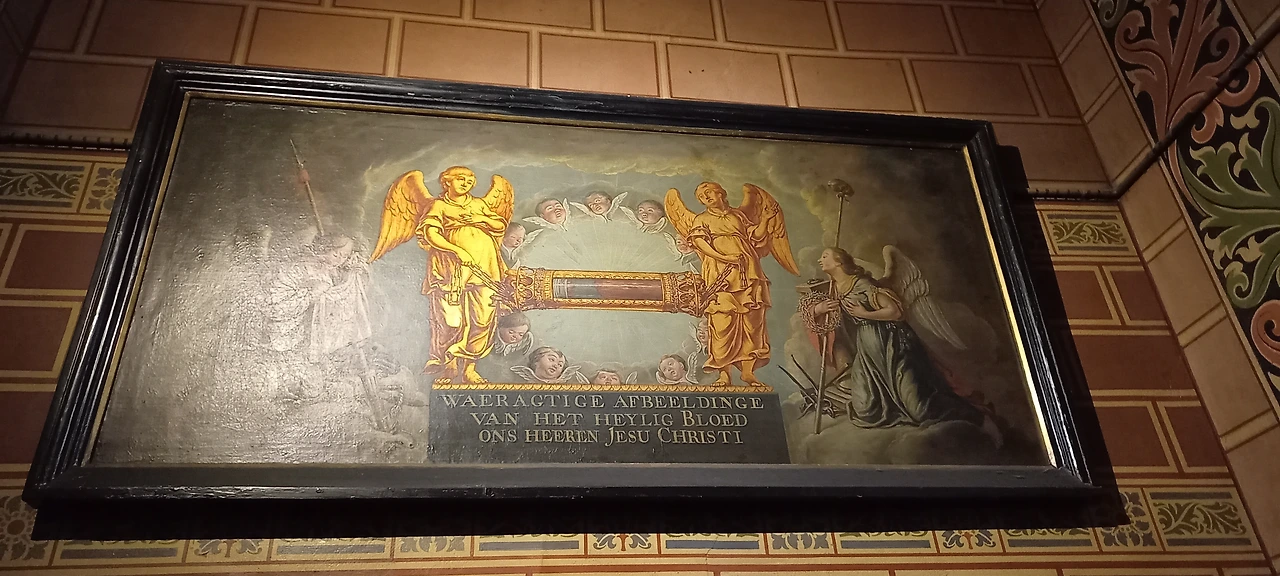 WAERAGTIGE AFBEELDINGE
VAN HET HEYLIG BLOED
ONS HEEREN JESU CHRISTI